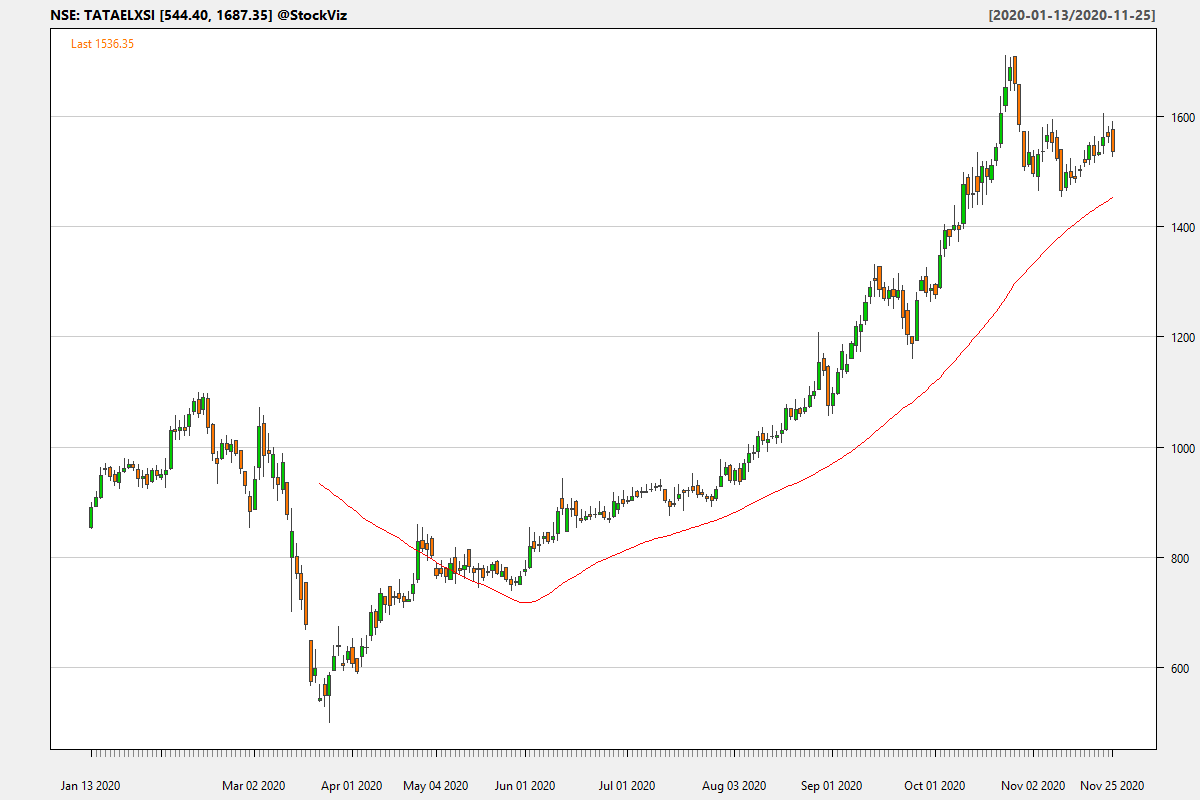 NSE: TATAELXSI [544.40, 1687.35] @StockViz
[2020-01-13/2020-11-25]
Last 1536.35
1600
1400
1200
1000
800
600
Jan 13 2020 Mar 02 2020 Apr 01 2020 May 04 2020 Jun 01 2020 Jul 01 2020 Aug 03 2020 Sep 01 2020 Oct 01 2020 Nov 02 2020 Nov 25 2020